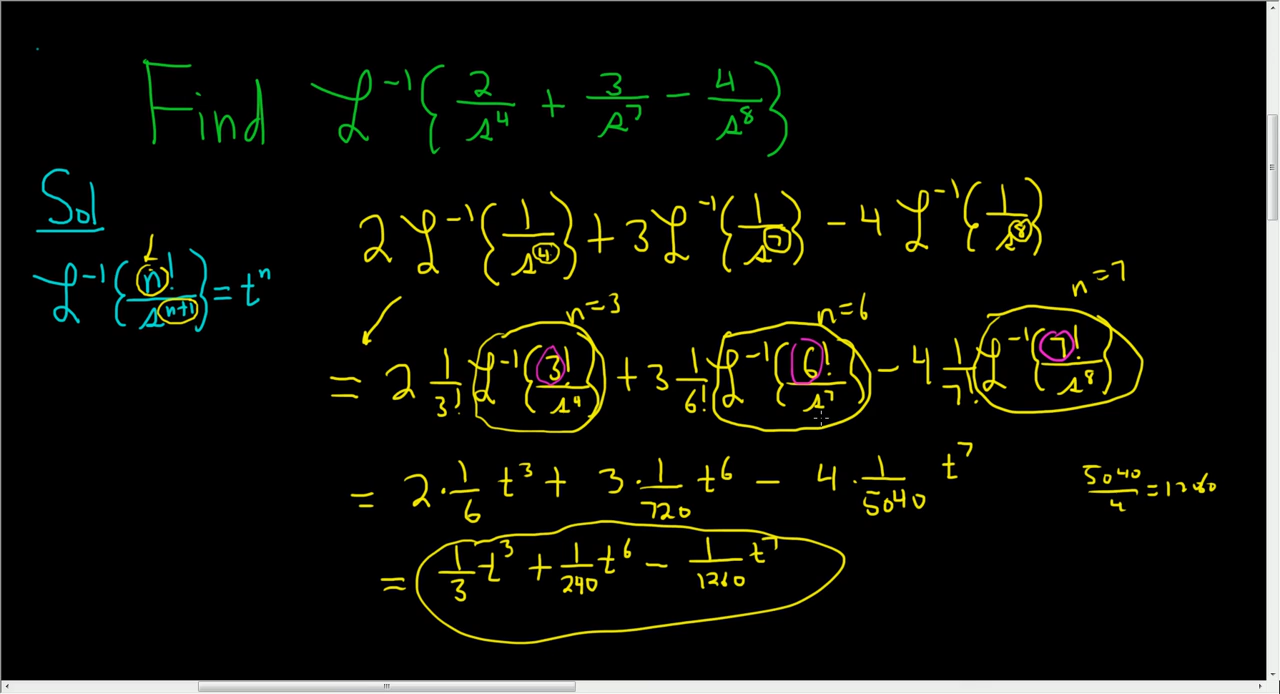 Find ℒ⁻¹{2/s⁴ + 3/s⁷ − 4/s⁸}
Sol
ℒ⁻¹{n!/sⁿ⁺¹} = tⁿ
2ℒ⁻¹{1/s⁴} + 3ℒ⁻¹{1/s⁷} − 4ℒ⁻¹{1/s⁸}
n=3 n=6 n=7
= 2 1/3! ℒ⁻¹{3!/s⁴} + 3 1/6! ℒ⁻¹{6!/s⁷} − 4 1/7! ℒ⁻¹{7!/s⁸}
= 2·1/6 t³ + 3·1/720 t⁶ − 4·1/5040 t⁷
5040/4 = 1260
= 1/3 t³ + 1/240 t⁶ − 1/1260 t⁷